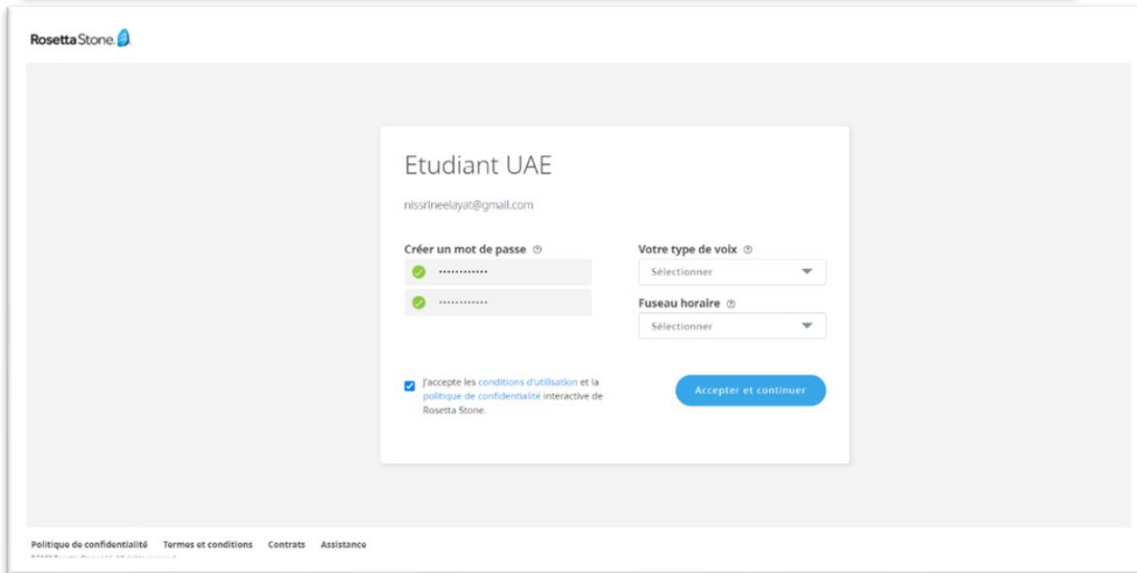 Rosetta Stone.
Etudiant UAE
nissrineelayat@gmail.com
Créer un mot de passe
Votre type de voix
Sélectionner
Fuseau horaire
Sélectionner
J'accepte les conditions d'utilisation et la
politique de confidentialité interactive de
Rosetta Stone.
Accepter et continuer
Politique de confidentialité Termes et conditions Contrats Assistance